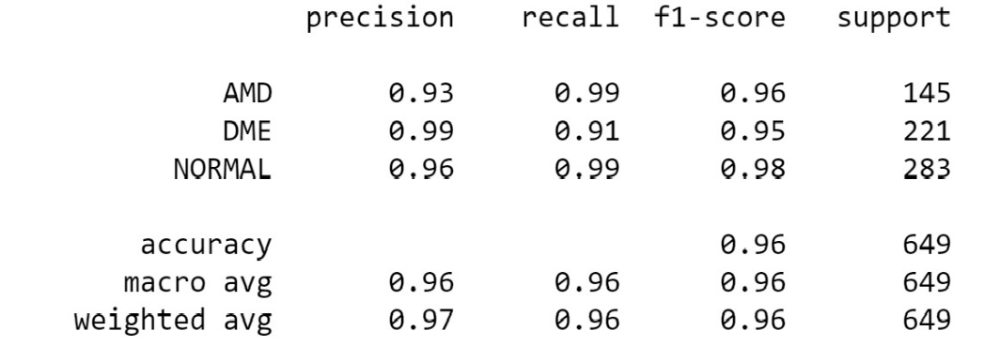 precision recall f1-score support
AMD 0.93 0.99 0.96 145
DME 0.99 0.91 0.95 221
NORMAL 0.96 0.99 0.98 283
accuracy 0.96 649
macro avg 0.96 0.96 0.96 649
weighted avg 0.97 0.96 0.96 649